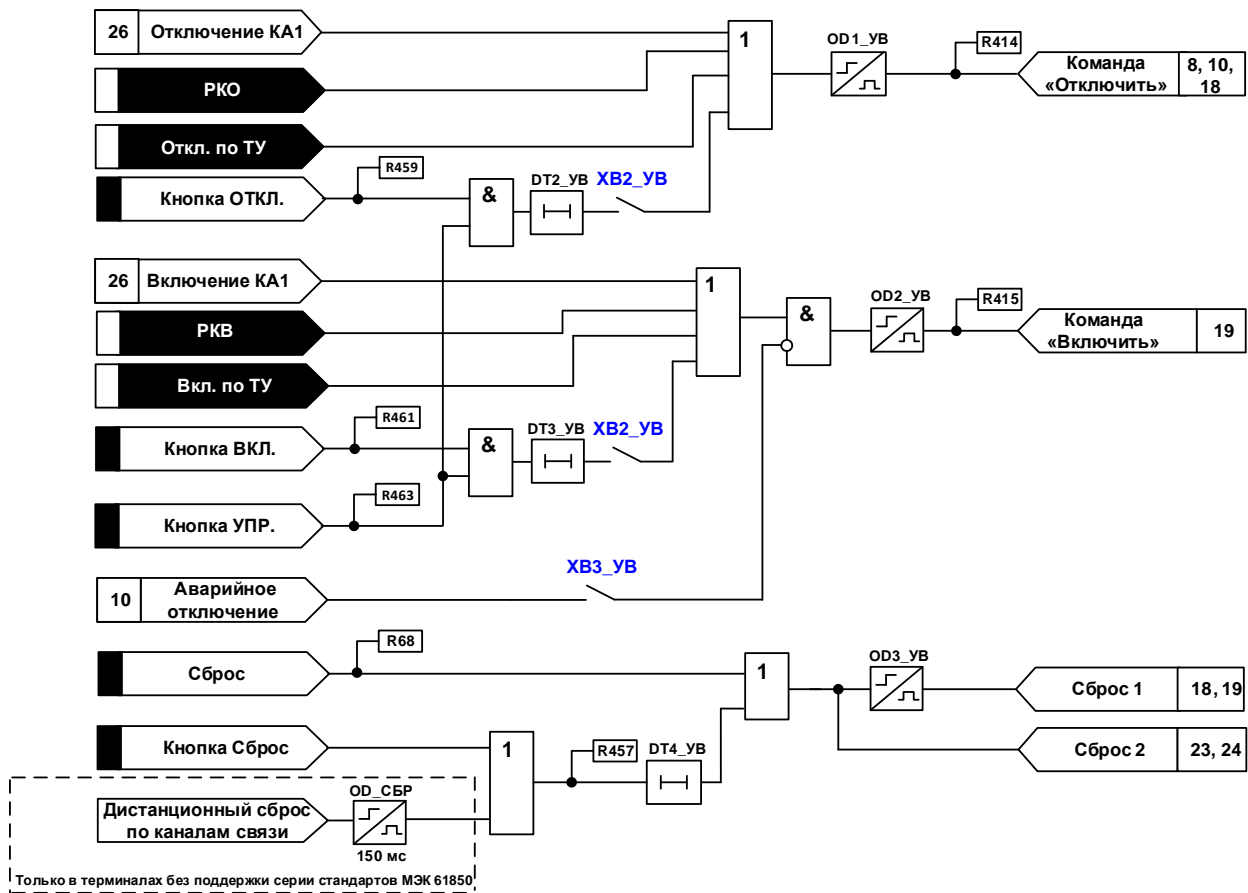 26 Отключение КА1
1
OD1_УВ
R414
Команда
«Отключить»
8, 10,
18
РКО
Откл. по ТУ
R459
Кнопка ОТКЛ.
&
DT2_УВ
ХВ2_УВ
26 Включение КА1
1
&
OD2_УВ
R415
Команда
«Включить»
19
РКВ
Вкл. по ТУ
R461
Кнопка ВКЛ.
&
DT3_УВ
ХВ2_УВ
R463
Кнопка УПР.
ХВ3_УВ
10
Аварийное
отключение
R68
Сброс
1
OD3_УВ
Сброс 1
18, 19
Кнопка Сброс
1
R457
DT4_УВ
Сброс 2
23, 24
Дистанционный сброс
по каналам связи
OD_СБР
150 мс
Только в терминалах без поддержки серии стандартов МЭК 61850